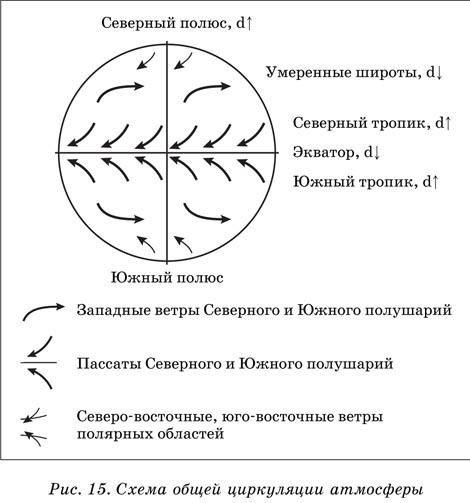 Северный полюс, d↑
Умеренные широты, d↓
Северный тропик, d↑
Экватор, d↓
Южный тропик, d↑
Южный полюс
Западные ветры Северного и Южного полушарий
Пассаты Северного и Южного полушарий
Северо-восточные, юго-восточные ветры
полярных областей
Рис. 15. Схема общей циркуляции атмосферы